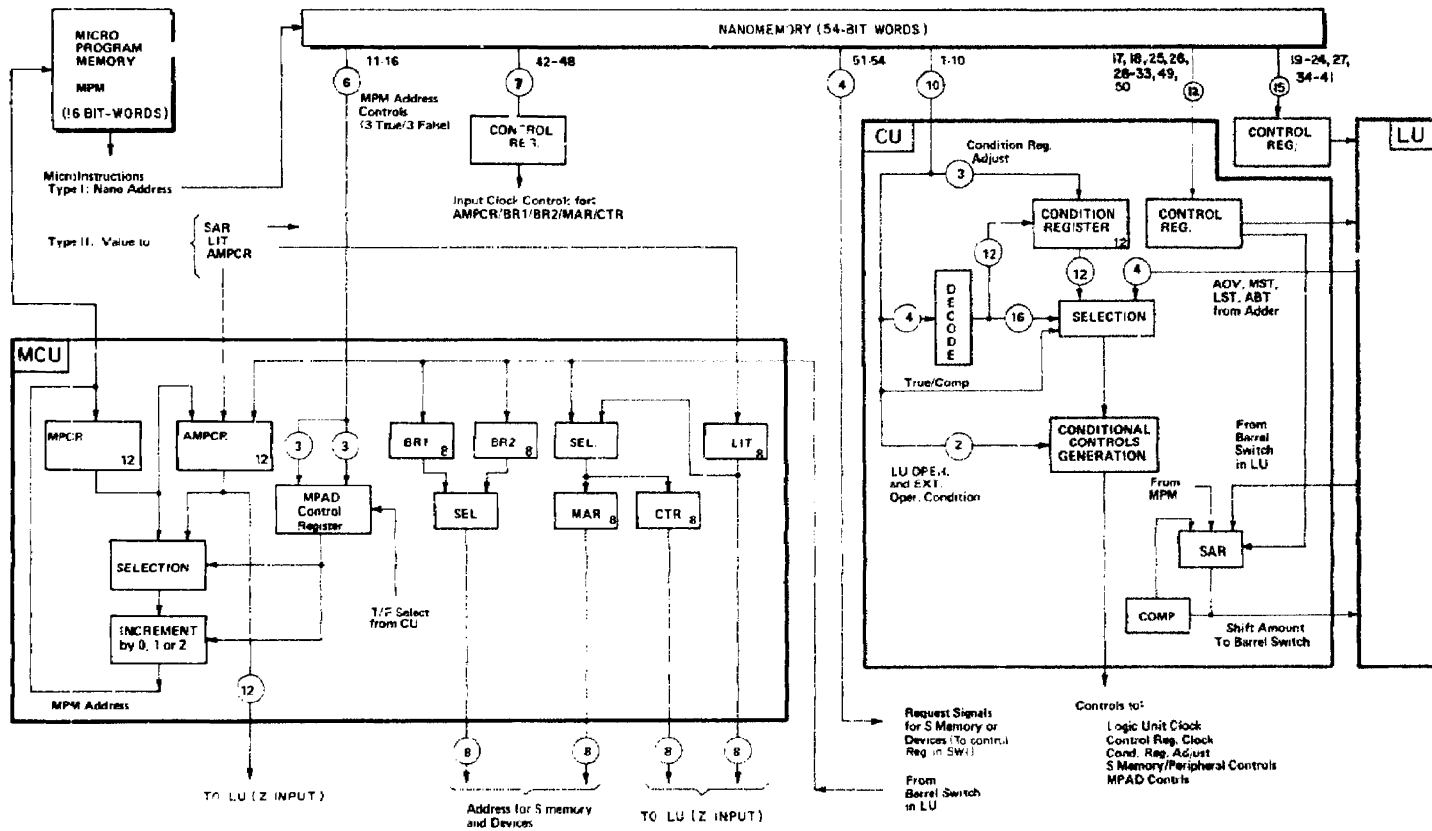 NANOMEMORY (54-BIT WORDS)
MICRO
PROGRAM
MEMORY
MPM
(16 BIT-WORDS)
6
11-16
MPM Address
Controls
(3 True/3 False)
7
42-48
CONTROL
REG.
Input Clock Controls for:
AMPCR/BR1/BR2/MAR/CTR
4
51-54
10
1-10
17, 18, 25, 26,
28-33, 49,
50
12
15
19-24, 27,
34-41
CONTROL
REG.
MicroInstructions
Type I: Nano Address
Type II: Value to
SAR
LIT
AMPCR
CU
Condition Reg.
Adjust
3
CONDITION
REGISTER
12
CONTROL
REG.
LU
12
12
4
4
DECODE
16
SELECTION
AOV, MST,
LST, ABT
from Adder
True/Comp
2
CONDITIONAL
CONTROLS
GENERATION
LU OPER.
and EXT.
Oper. Condition
From
Barrel
Switch
in LU
From
MPM
SAR
COMP
Shift Amount
To Barrel Switch
MCU
MPCR
12
AMPCR
12
3
3
BR1
8
BR2
8
SEL.
LIT
8
MPAD
Control
Register
SEL
MAR
8
CTR
8
SELECTION
T/F Select
from CU
INCREMENT
by 0, 1 or 2
MPM Address
12
8
8
8
8
TO LU (Z INPUT)
Address for S memory
and Devices
TO LU (Z INPUT)
Request Signals
for S Memory or
Devices (To control
Reg in SWI)
From
Barrel Switch
in LU
Controls to:
Logic Unit Clock
Control Reg. Clock
Cond. Reg. Adjust
S Memory/Peripheral Controls
MPAD Contrls